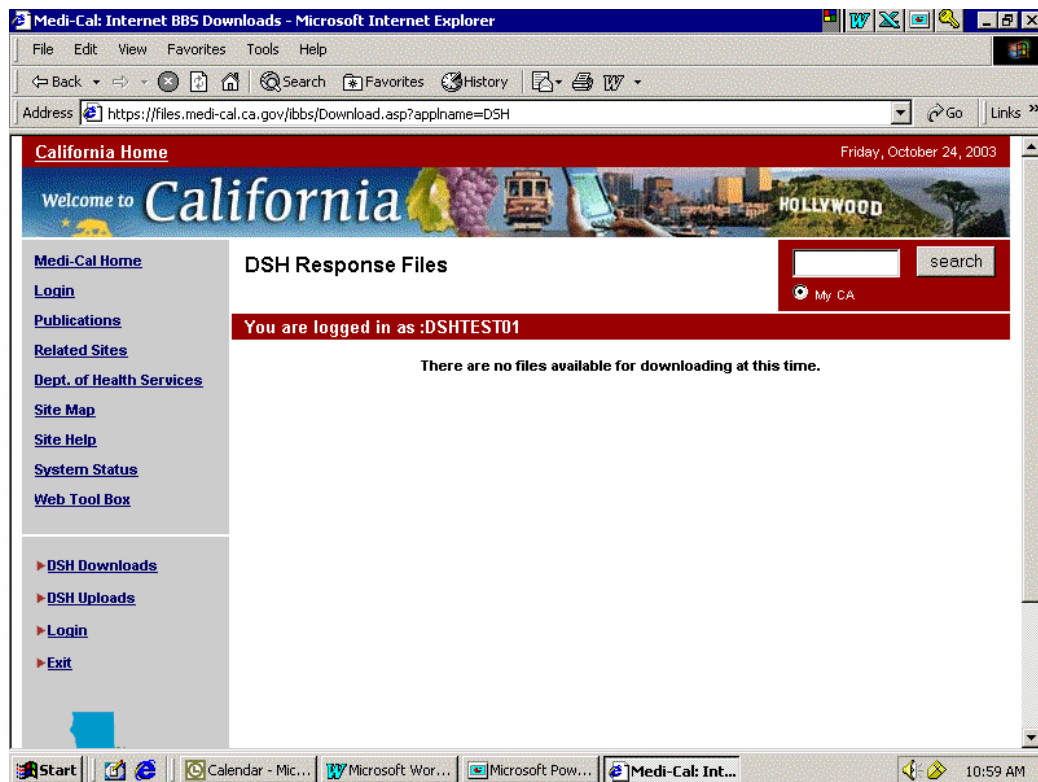 Medi-Cal: Internet BBS Downloads - Microsoft Internet Explorer
File Edit View Favorites Tools Help
Back Search Favorites History
Address https://files.medi-cal.ca.gov/ibbs/Download.asp?applname=DSH Go Links »
California Home Friday, October 24, 2003
Welcome to California HOLLYWOOD
Medi-Cal Home
Login
Publications
Related Sites
Dept. of Health Services
Site Map
Site Help
System Status
Web Tool Box
DSH Downloads
DSH Uploads
Login
Exit
DSH Response Files
search
My CA
You are logged in as :DSHTEST01
There are no files available for downloading at this time.
Start Calendar - Mic... Microsoft Wor... Microsoft Pow... Medi-Cal: Int... 10:59 AM